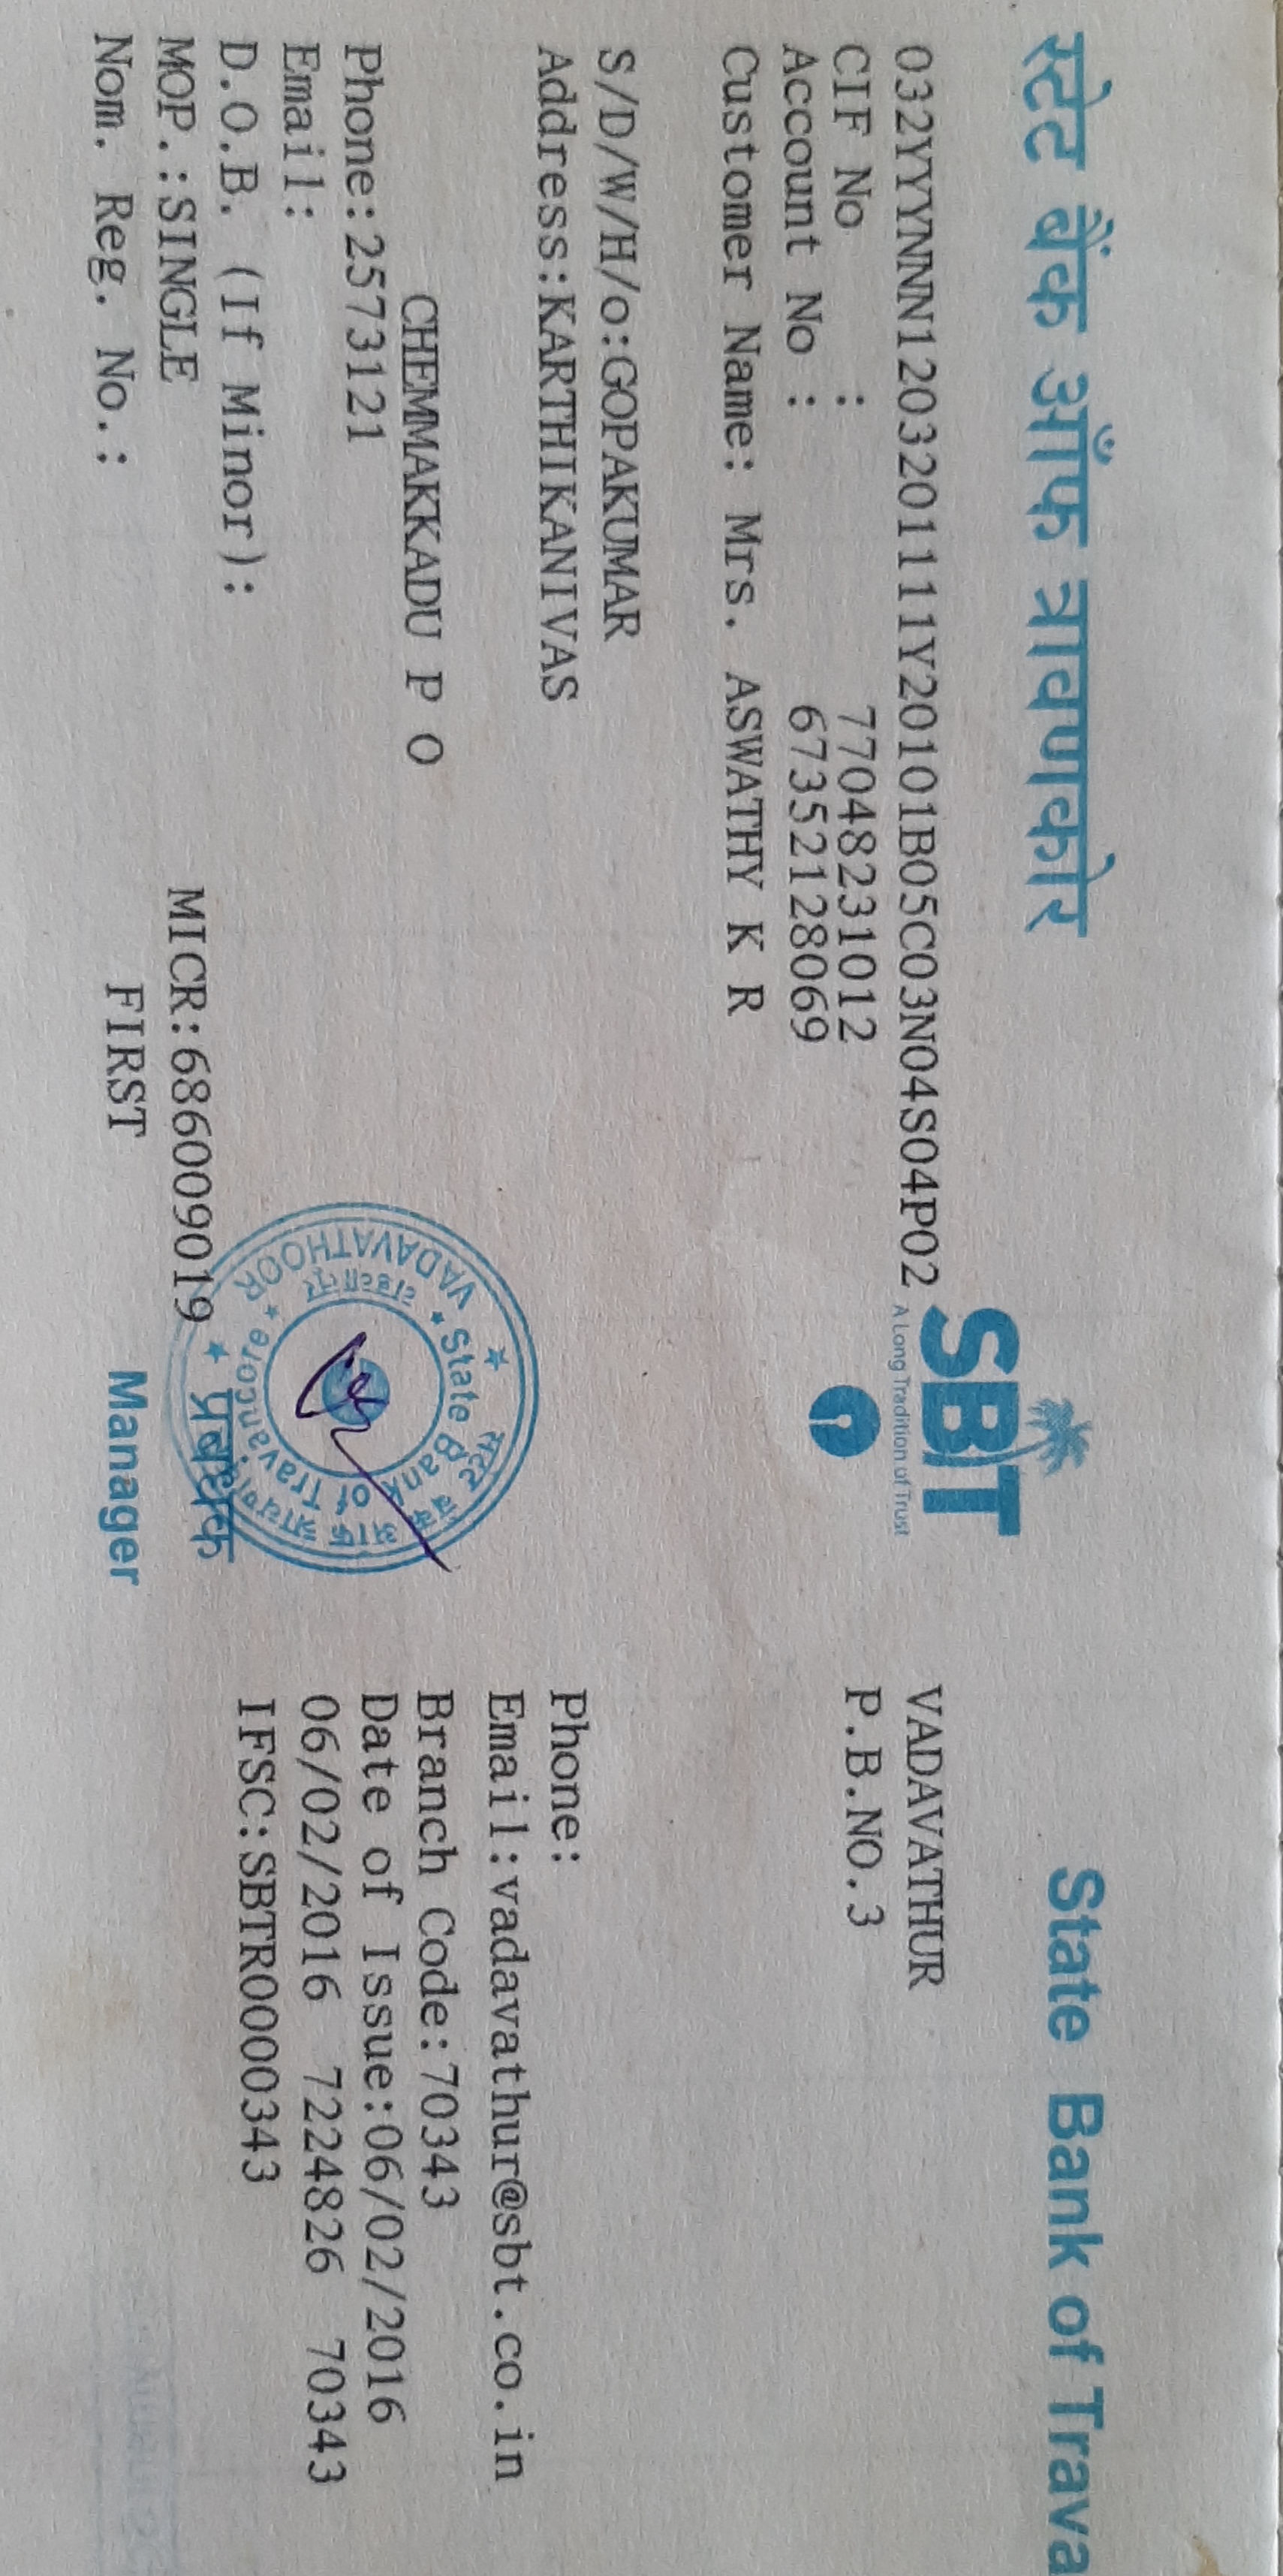 स्टेट बैंक ऑफ त्रावणकोर
State Bank of Trava
SBT
A Long Tradition of Trust
032YYYNNN1203201111Y20101B05C03N04S04P02
CIF No : 77048231012
Account No : 67352128069
Customer Name: Mrs. ASWATHY K R
S/D/W/H/o:GOPAKUMAR
Address:KARTHIKANIVAS
CHEMMAKKADU P O
Phone:2573121
Email:
D.O.B. (If Minor):
MOP.:SINGLE
Nom. Reg. No.:
MICR:686009019
FIRST
VADAVATHOOR
State Bank of Travancore
प्रबंधक
Manager
VADAVATHUR
P.B.NO.3
Phone:
Email:vadavathur@sbt.co.in
Branch Code:70343
Date of Issue:06/02/2016
06/02/2016 7224826 70343
IFSC:SBTR0000343